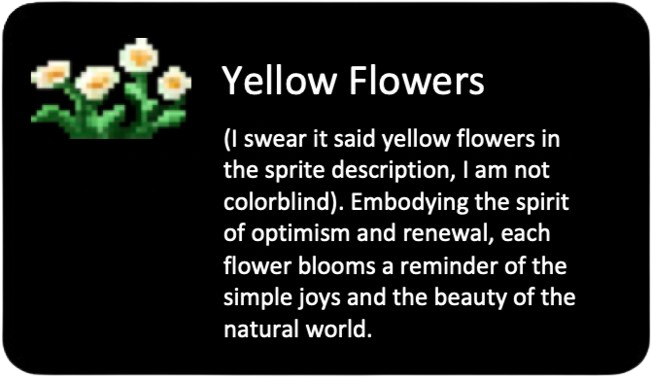 Yellow Flowers
(I swear it said yellow flowers in
the sprite description, I am not
colorblind). Embodying the spirit
of optimism and renewal, each
flower blooms a reminder of the
simple joys and the beauty of the
natural world.